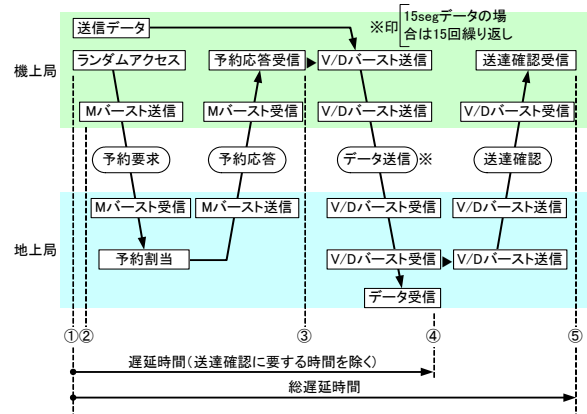 送信データ
※印 15segデータの場
合は15回繰り返し
機上局
ランダムアクセス
予約応答受信
V/Dバースト送信
送達確認受信
Mバースト送信
Mバースト受信
V/Dバースト送信
V/Dバースト受信
予約要求
予約応答
データ送信※
送達確認
地上局
Mバースト受信
Mバースト送信
V/Dバースト受信
V/Dバースト送信
予約割当
V/Dバースト受信
V/Dバースト送信
データ受信
①②
③
④
⑤
遅延時間(送達確認に要する時間を除く)
総遅延時間